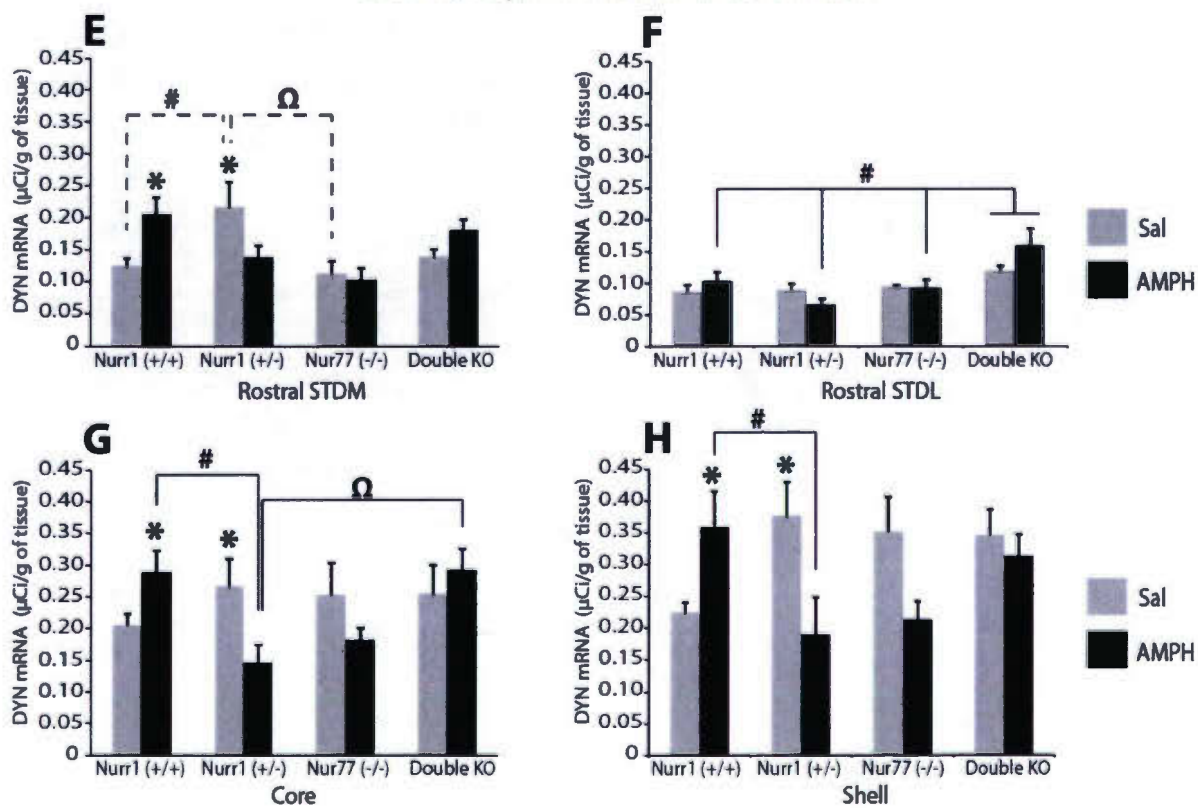 E
DYN mRNA (µCi/g of tissue)
0.45
0.40
0.35
0.30
0.25
0.20
0.15
0.10
0.05
0
#
Ω
*
*
Nurr1 (+/+) Nurr1 (+/-) Nur77 (-/-) Double KO
Rostral STDM
F
DYN mRNA (µCi/g of tissue)
0.45
0.40
0.35
0.30
0.25
0.20
0.15
0.10
0.05
0
#
Nurr1 (+/+) Nurr1 (+/-) Nur77 (-/-) Double KO
Rostral STDL
Sal
AMPH
G
DYN mRNA (µCi/g of tissue)
0.45
0.40
0.35
0.30
0.25
0.20
0.15
0.10
0.05
0
#
Ω
*
*
Nurr1 (+/+) Nurr1 (+/-) Nur77 (-/-) Double KO
Core
H
DYN mRNA (µCi/g of tissue)
0.45
0.40
0.35
0.30
0.25
0.20
0.15
0.10
0.05
0
#
*
*
Nurr1 (+/+) Nurr1 (+/-) Nur77 (-/-) Double KO
Shell
Sal
AMPH